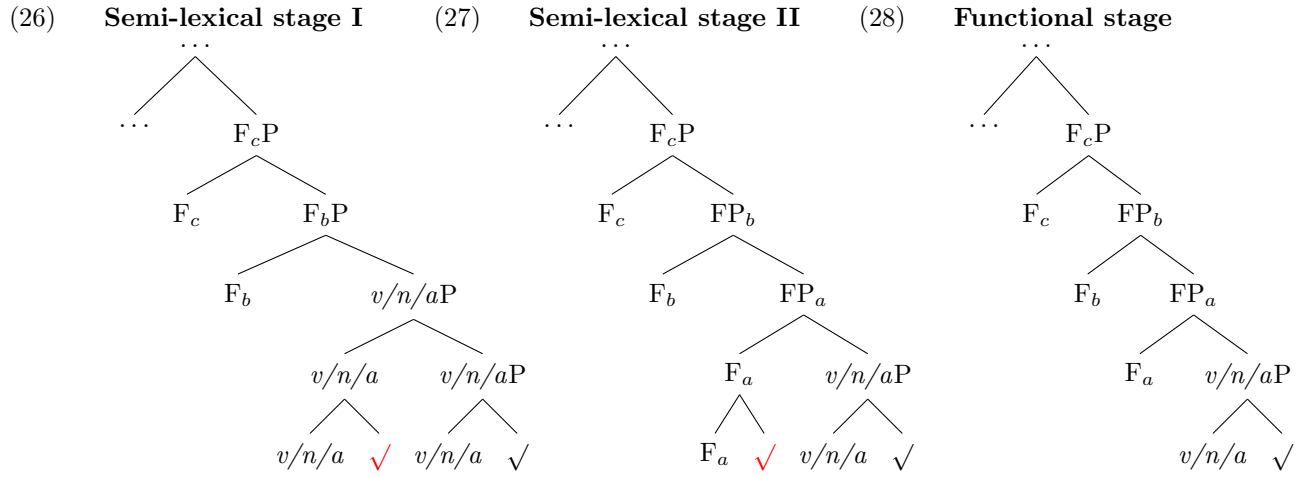 (26) Semi-lexical stage I (27) Semi-lexical stage II (28) Functional stage
... ... ...
... F_cP ... F_cP ... F_cP
F_c F_bP F_c FP_b F_c FP_b
F_b v/n/aP F_b FP_a F_b FP_a
v/n/a v/n/aP F_a v/n/aP F_a v/n/aP
v/n/a √ v/n/a √ F_a √ v/n/a √ v/n/a √